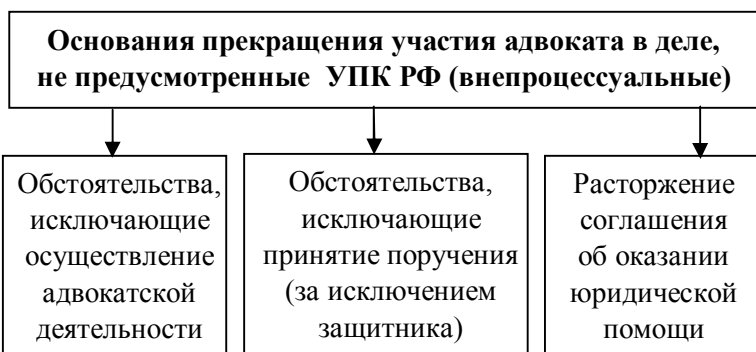 Основания прекращения участия адвоката в деле,
не предусмотренные УПК РФ (внепроцессуальные)
Обстоятельства,
исключающие
осуществление
адвокатской
деятельности
Обстоятельства,
исключающие
принятие поручения
(за исключением
защитника)
Расторжение
соглашения
об оказании
юридической
помощи